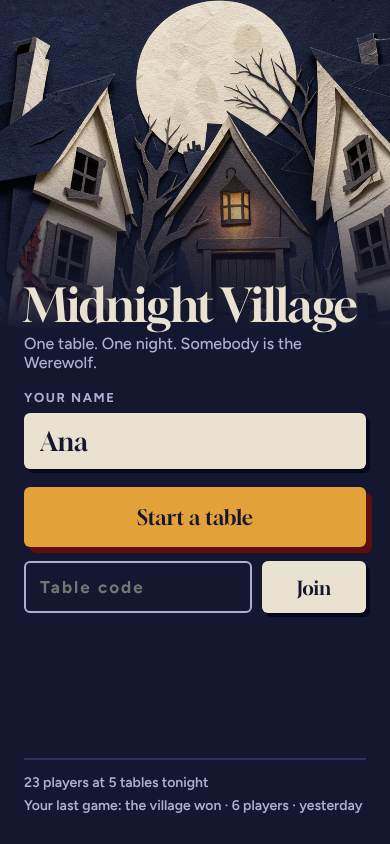 Midnight Village
One table. One night. Somebody is the
Werewolf.
YOUR NAME
Ana
Start a table
Table code
Join
23 players at 5 tables tonight
Your last game: the village won · 6 players · yesterday